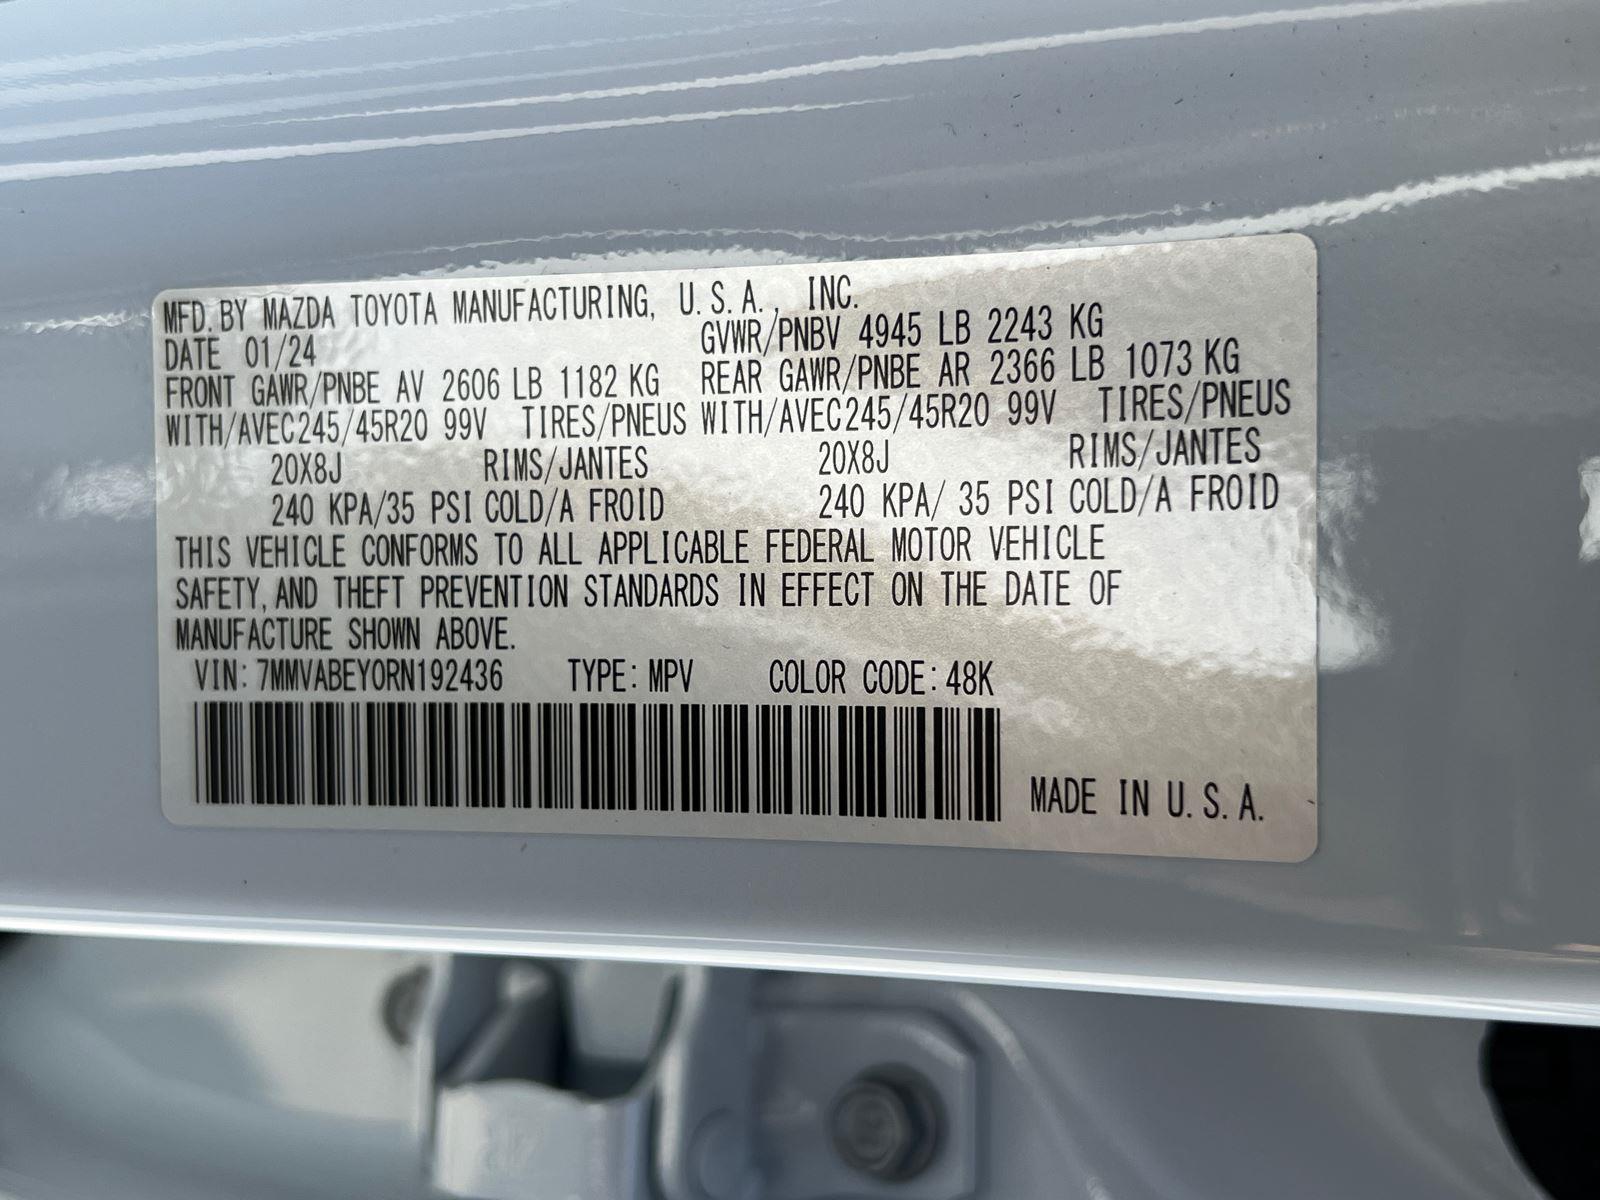 MFD. BY MAZDA TOYOTA MANUFACTURING, U.S.A., INC.
DATE 01/24 GVWR/PNBV 4945 LB 2243 KG
FRONT GAWR/PNBE AV 2606 LB 1182 KG REAR GAWR/PNBE AR 2366 LB 1073 KG
WITH/AVEC245/45R20 99V TIRES/PNEUS WITH/AVEC245/45R20 99V TIRES/PNEUS
20X8J RIMS/JANTES 20X8J RIMS/JANTES
240 KPA/35 PSI COLD/A FROID 240 KPA/ 35 PSI COLD/A FROID
THIS VEHICLE CONFORMS TO ALL APPLICABLE FEDERAL MOTOR VEHICLE
SAFETY, AND THEFT PREVENTION STANDARDS IN EFFECT ON THE DATE OF
MANUFACTURE SHOWN ABOVE.
VIN: 7MMVABEY0RN192436 TYPE: MPV COLOR CODE: 48K
MADE IN U.S.A.